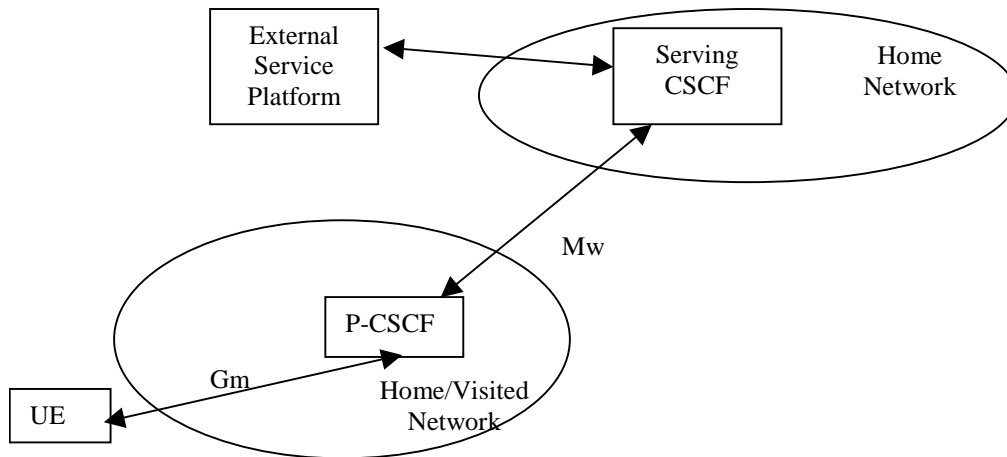 External
Service
Platform
Serving
CSCF
Home
Network
Mw
P-CSCF
Gm
Home/Visited
Network
UE